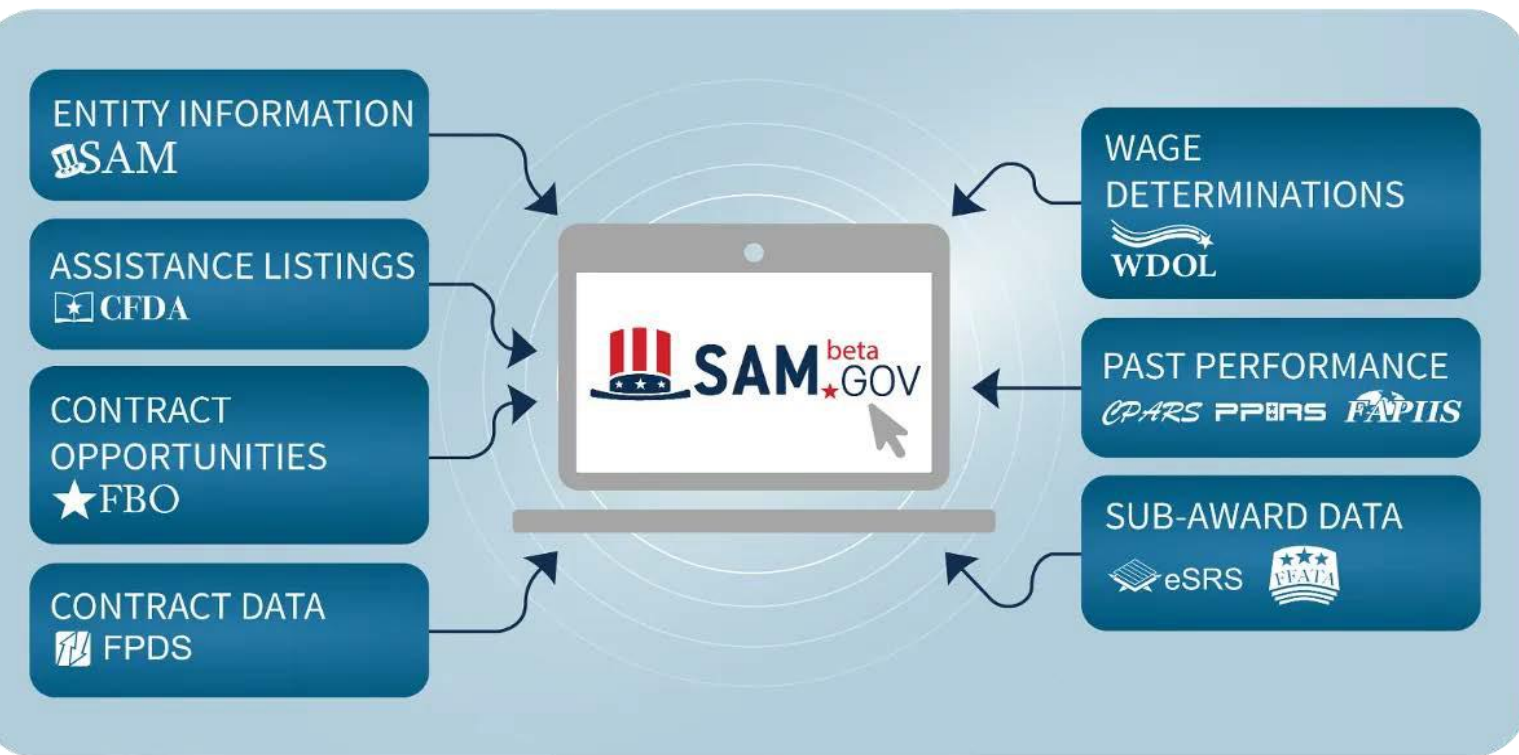 ENTITY INFORMATION
SAM
ASSISTANCE LISTINGS
CFDA
CONTRACT
OPPORTUNITIES
FBO
CONTRACT DATA
FPDS
beta
SAM.GOV
WAGE
DETERMINATIONS
WDOL
PAST PERFORMANCE
CPARS PPIRS FAPIIS
SUB-AWARD DATA
eSRS FFATA